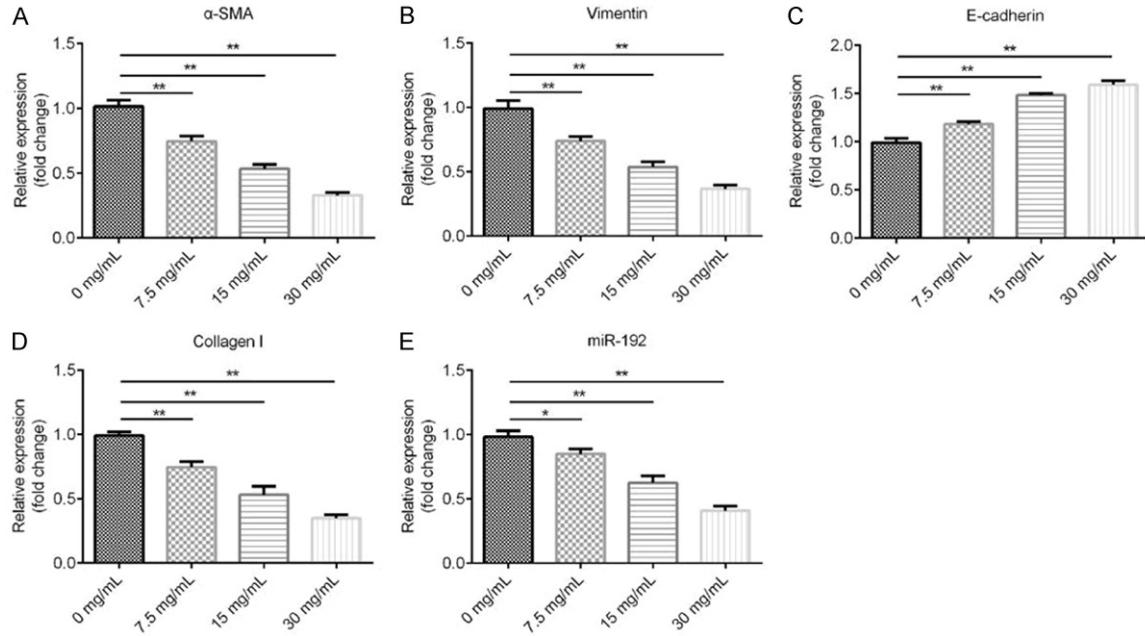 A
α-SMA
Relative expression
(fold change)
1.5
1.0
0.5
0.0
**
**
**
0 mg/mL
7.5 mg/mL
15 mg/mL
30 mg/mL
B
Vimentin
Relative expression
(fold change)
1.5
1.0
0.5
0.0
**
**
**
0 mg/mL
7.5 mg/mL
15 mg/mL
30 mg/mL
C
E-cadherin
Relative expression
(fold change)
2.0
1.5
1.0
0.5
0.0
**
**
**
0 mg/mL
7.5 mg/mL
15 mg/mL
30 mg/mL
D
Collagen I
Relative expression
(fold change)
1.5
1.0
0.5
0.0
**
**
**
0 mg/mL
7.5 mg/mL
15 mg/mL
30 mg/mL
E
miR-192
Relative expression
(fold change)
1.5
1.0
0.5
0.0
**
**
*
0 mg/mL
7.5 mg/mL
15 mg/mL
30 mg/mL